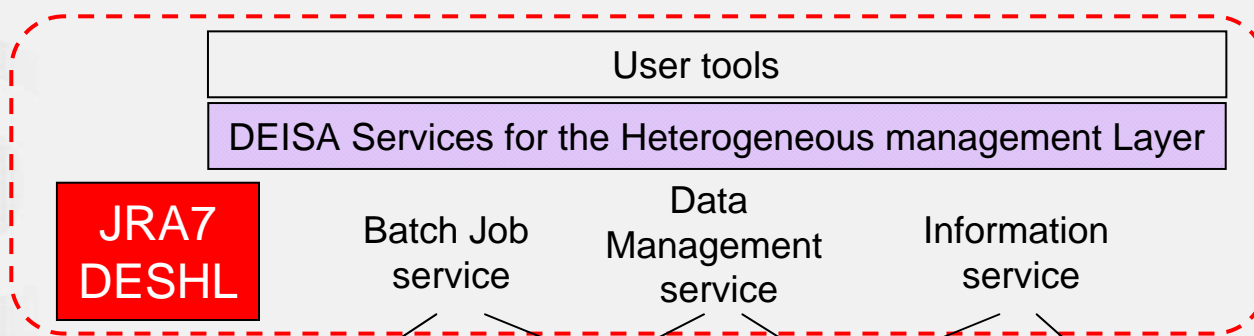 User tools
DEISA Services for the Heterogeneous management Layer
JRA7
DESHL
Batch Job
service
Data
Management
service
Information
service